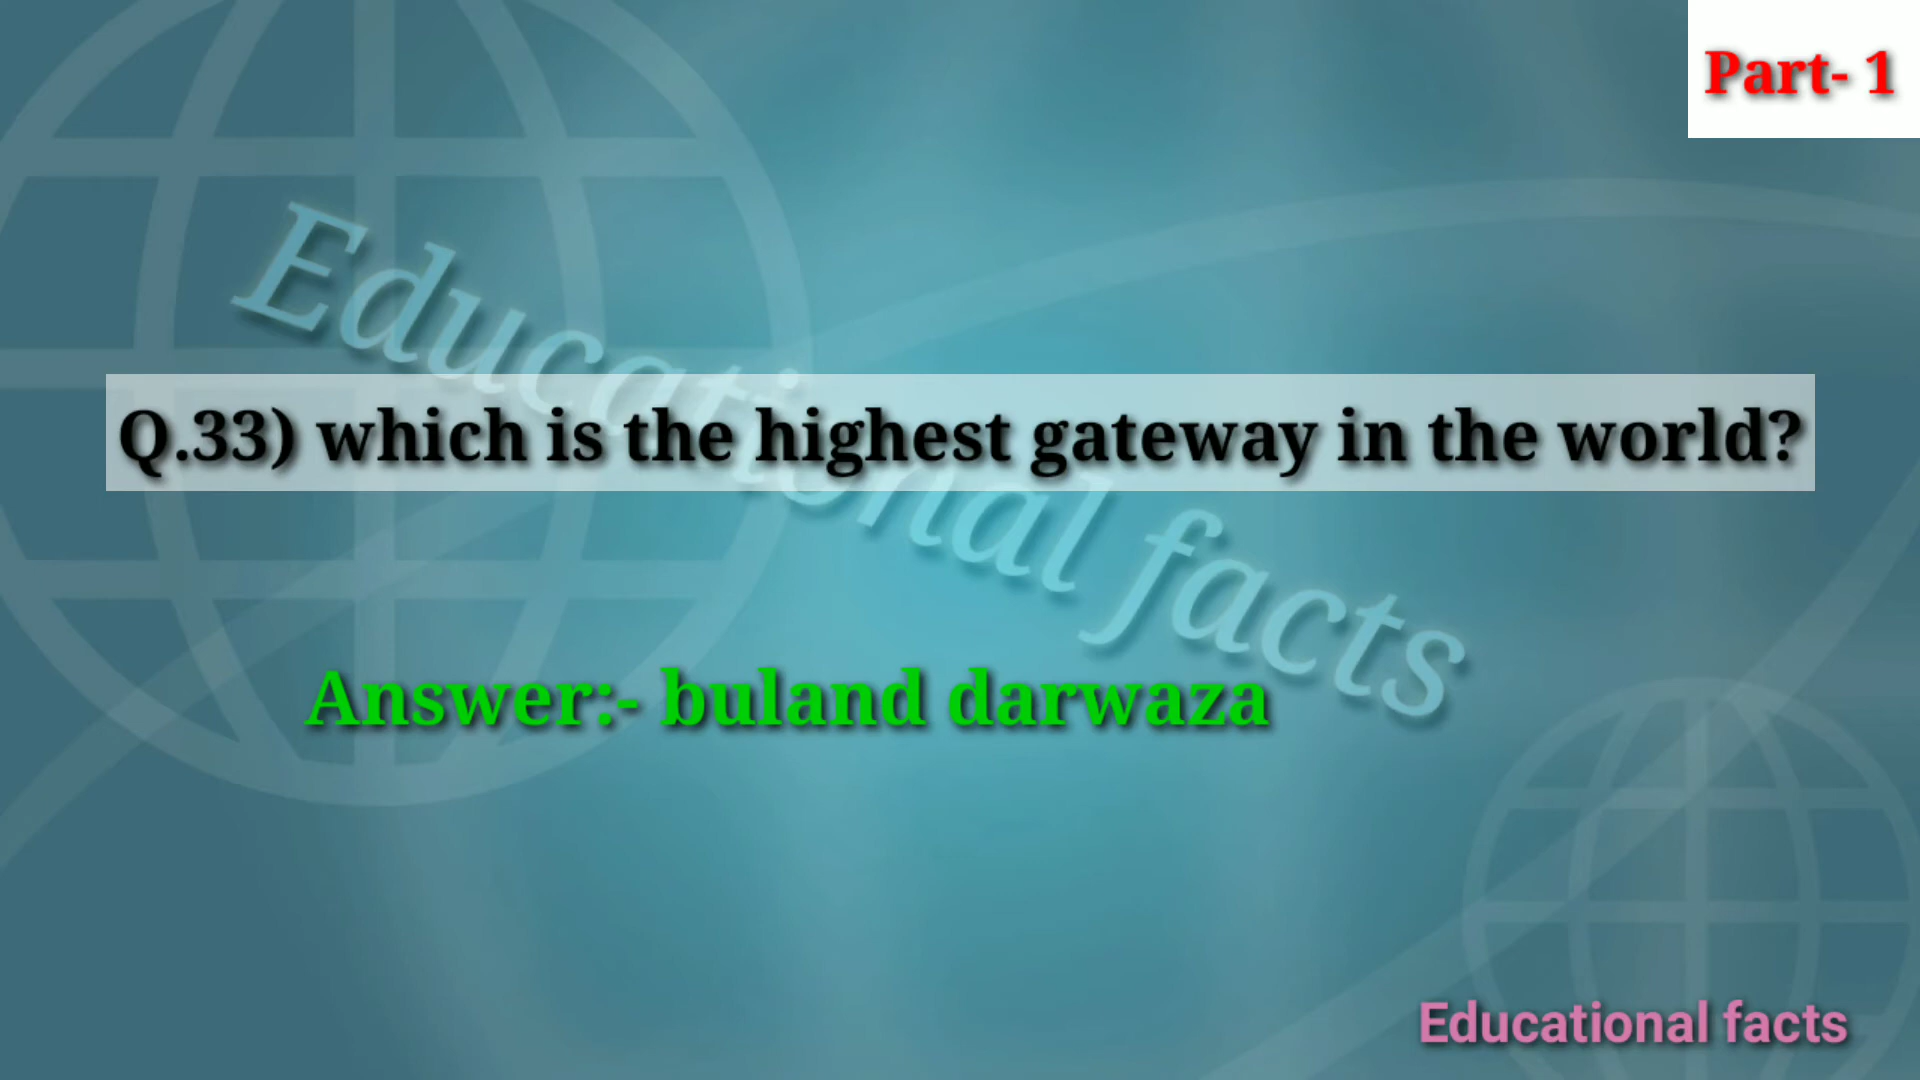 Part- 1
Educational facts
Q.33) which is the highest gateway in the world?
Answer:- buland darwaza
Educational facts